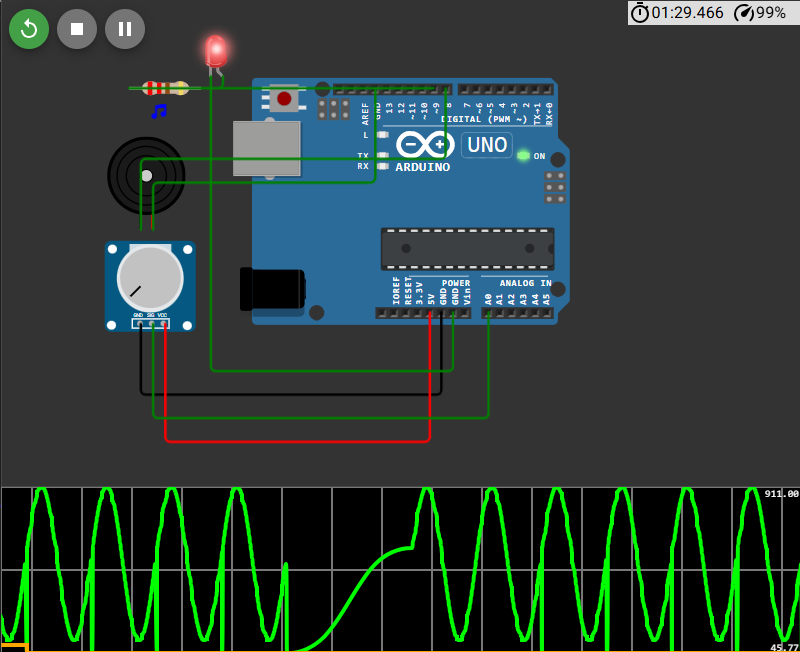 01:29.466 99%
AREF
GND
13
12
~11
~10
~9
8
7
~6
~5
4
~3
2
TX→1
RX←0
DIGITAL (PWM ~)
L
TX
RX
UNO
ON
ARDUINO
IOREF
RESET
3.3V
5V
GND
GND
Vin
POWER
ANALOG IN
A0
A1
A2
A3
A4
A5
GND SIG VCC
911.00
45.77